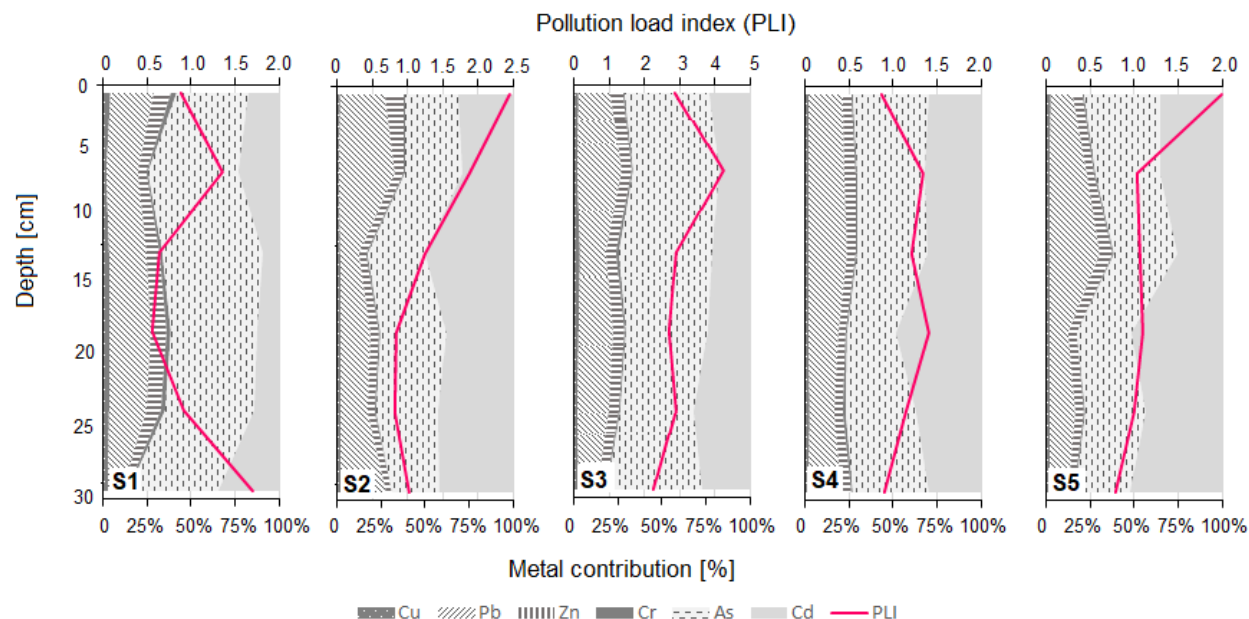 Pollution load index (PLI)
0 0.5 1.0 1.5 2.0 0 0.5 1.0 1.5 2.0 2.5 0 1 2 3 4 5 0 0.5 1.0 1.5 2.0 0 0.5 1.0 1.5 2.0
0
5
10
15
20
25
30
Depth [cm]
S1 S2 S3 S4 S5
0 25% 50% 75% 100% 0 25% 50% 75% 100% 0 25% 50% 75% 100% 0 25% 50% 75% 100% 0 25% 50% 75% 100%
Metal contribution [%]
Cu Pb Zn Cr As Cd PLI